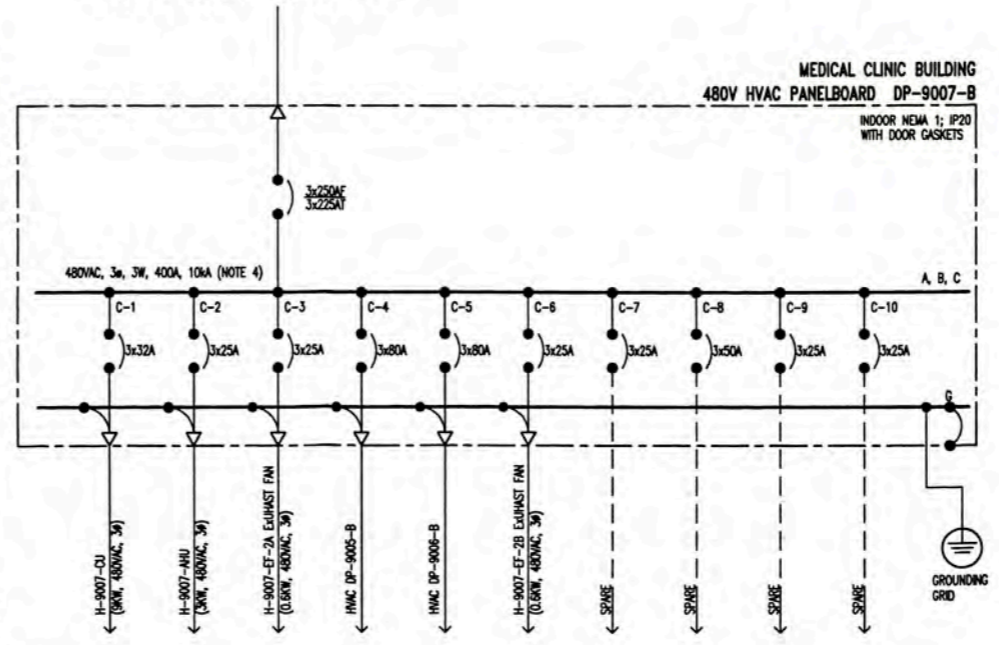 MEDICAL CLINIC BUILDING
480V HVAC PANELBOARD DP-9007-B
INDOOR NEMA 1; IP20
WITH DOOR GASKETS
3x250AF
3x225AT
480VAC, 3ø, 3W, 400A, 10kA (NOTE 4)
A, B, C
C-1
C-2
C-3
C-4
C-5
C-6
C-7
C-8
C-9
C-10
3x32A
3x25A
3x25A
3x80A
3x80A
3x25A
3x25A
3x50A
3x25A
3x25A
G
H-9007-CU
(9KW, 480VAC, 3ø)
H-9007-AHU
(3KW, 480VAC, 3ø)
H-9007-EF-2A ExHAUST FAN
(0.6KW, 480VAC, 3ø)
HVAC DP-9005-B
HVAC DP-9006-B
H-9007-EF-2B ExHAUST FAN
(0.6KW, 480VAC, 3ø)
SPARE
SPARE
SPARE
SPARE
GROUNDING
GRID